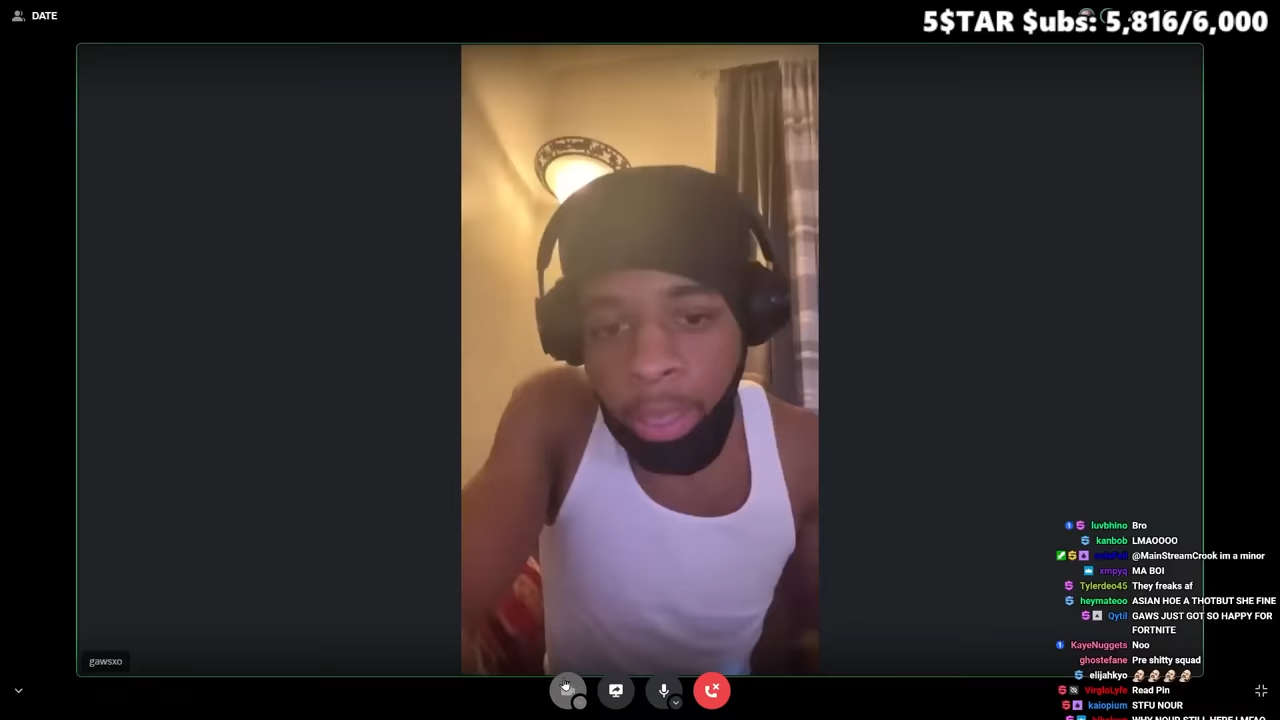 DATE
5$TAR $ubs: 5,816/6,000
luvbhino Bro
kanbob LMAOOOO
@MainStreamCrook im a minor
xmpyq MA BOI
Tylerdeo45 They freaks af
heymateoo ASIAN HOE A THOTBUT SHE FINE
Qytil GAWS JUST GOT SO HAPPY FOR
FORTNITE
KayeNuggets Noo
ghostefane Pre shitty squad
elijahkyo
VirgloLyfe Read Pin
kaiopium STFU NOUR
gawsxo